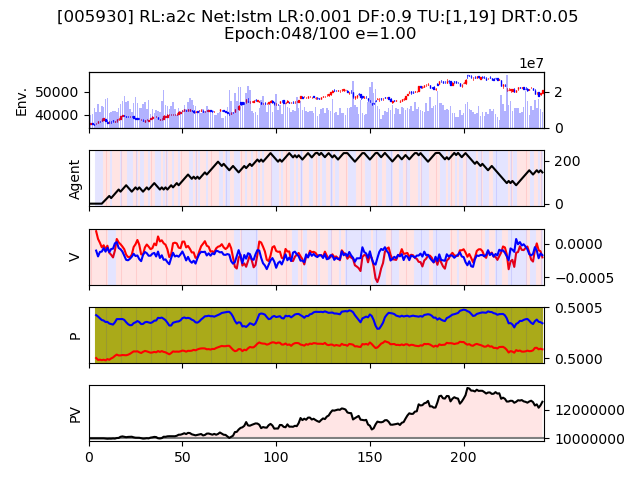 [005930] RL:a2c Net:lstm LR:0.001 DF:0.9 TU:[1,19] DRT:0.05
Epoch:048/100 e=1.00
1e7
Env.
50000
40000
2
0
Agent
200
0
V
0.0000
−0.0005
P
0.5005
0.5000
PV
12000000
10000000
0 50 100 150 200